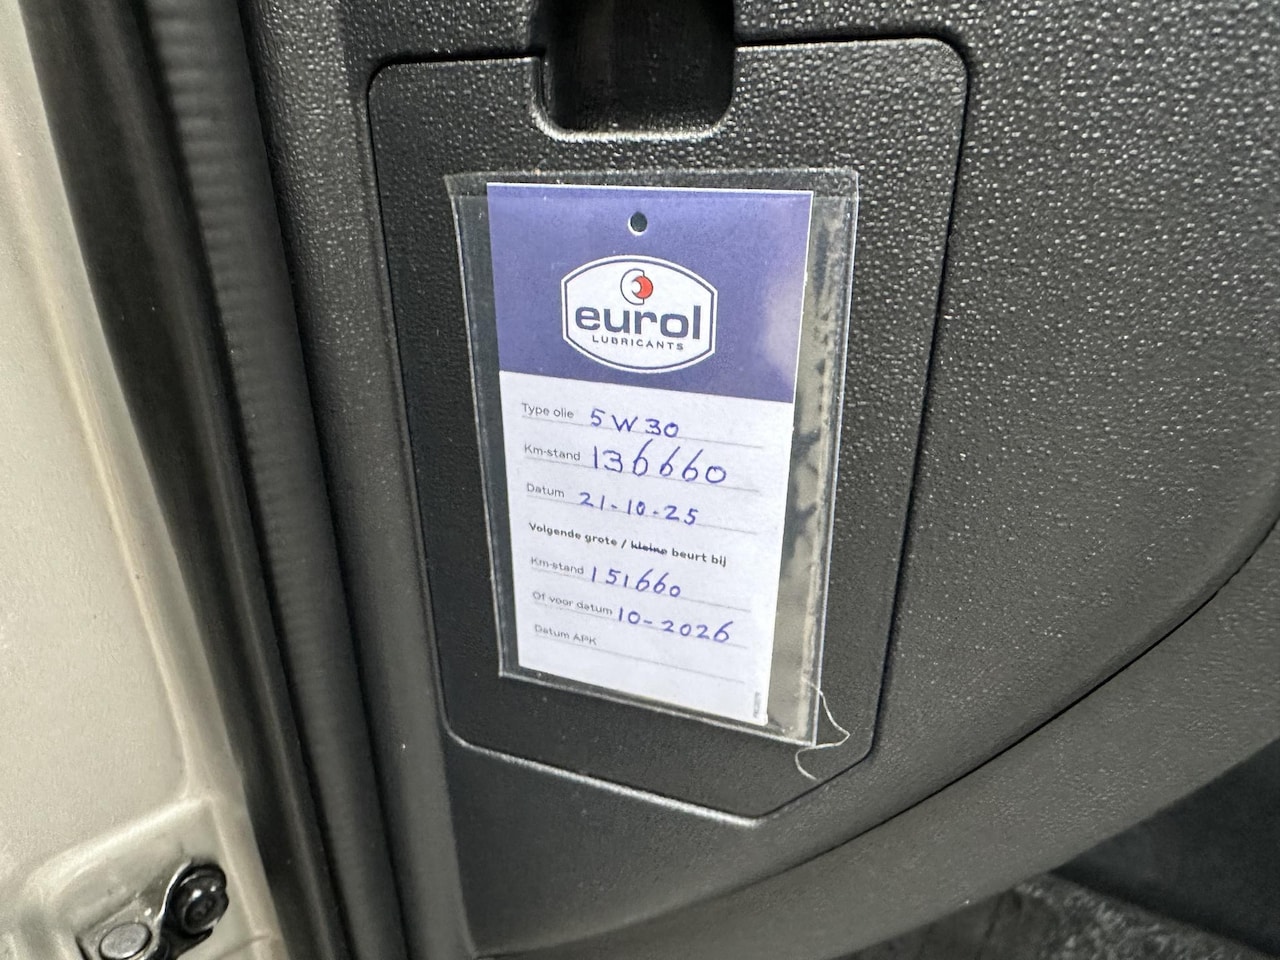 eurol
LUBRICANTS
Type olie 5W30
Km-stand 136660
Datum 21-10-25
Volgende grote / kleine beurt bij
Km-stand 151660
Of voor datum 10-2026
Datum APK